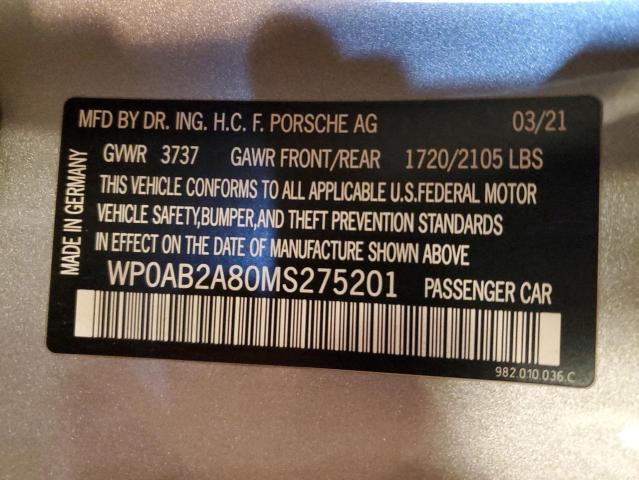 MFD BY DR. ING. H.C. F. PORSCHE AG 03/21
GVWR 3737 GAWR FRONT/REAR 1720/2105 LBS
THIS VEHICLE CONFORMS TO ALL APPLICABLE U.S.FEDERAL MOTOR
VEHICLE SAFETY,BUMPER,AND THEFT PREVENTION STANDARDS
IN EFFECT ON THE DATE OF MANUFACTURE SHOWN ABOVE
MADE IN GERMANY
WP0AB2A80MS275201 PASSENGER CAR
982.010.036.C